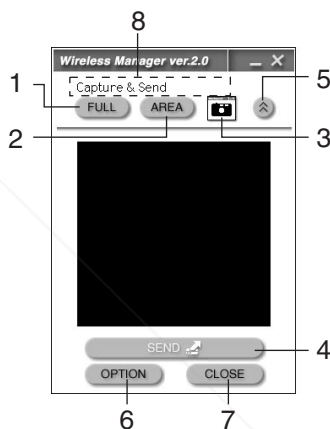 8
Wireless Manager ver.2.0
Capture & Send
1 FULL AREA 5
2 3
SEND 4
OPTION CLOSE
6 7